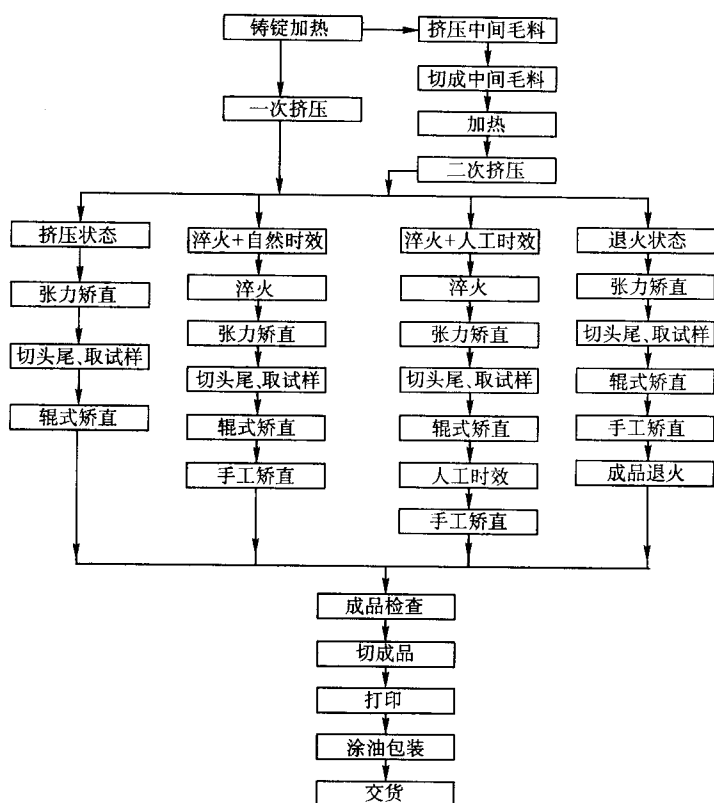 铸锭加热
挤压中间毛料
切成中间毛料
一次挤压
加热
二次挤压
挤压状态
张力矫直
切头尾、取试样
辊式矫直
淬火+自然时效
淬火
张力矫直
切头尾、取试样
辊式矫直
手工矫直
淬火+人工时效
淬火
张力矫直
切头尾、取试样
辊式矫直
人工时效
手工矫直
退火状态
张力矫直
切头尾、取试样
辊式矫直
手工矫直
成品退火
成品检查
切成品
打印
涂油包装
交货